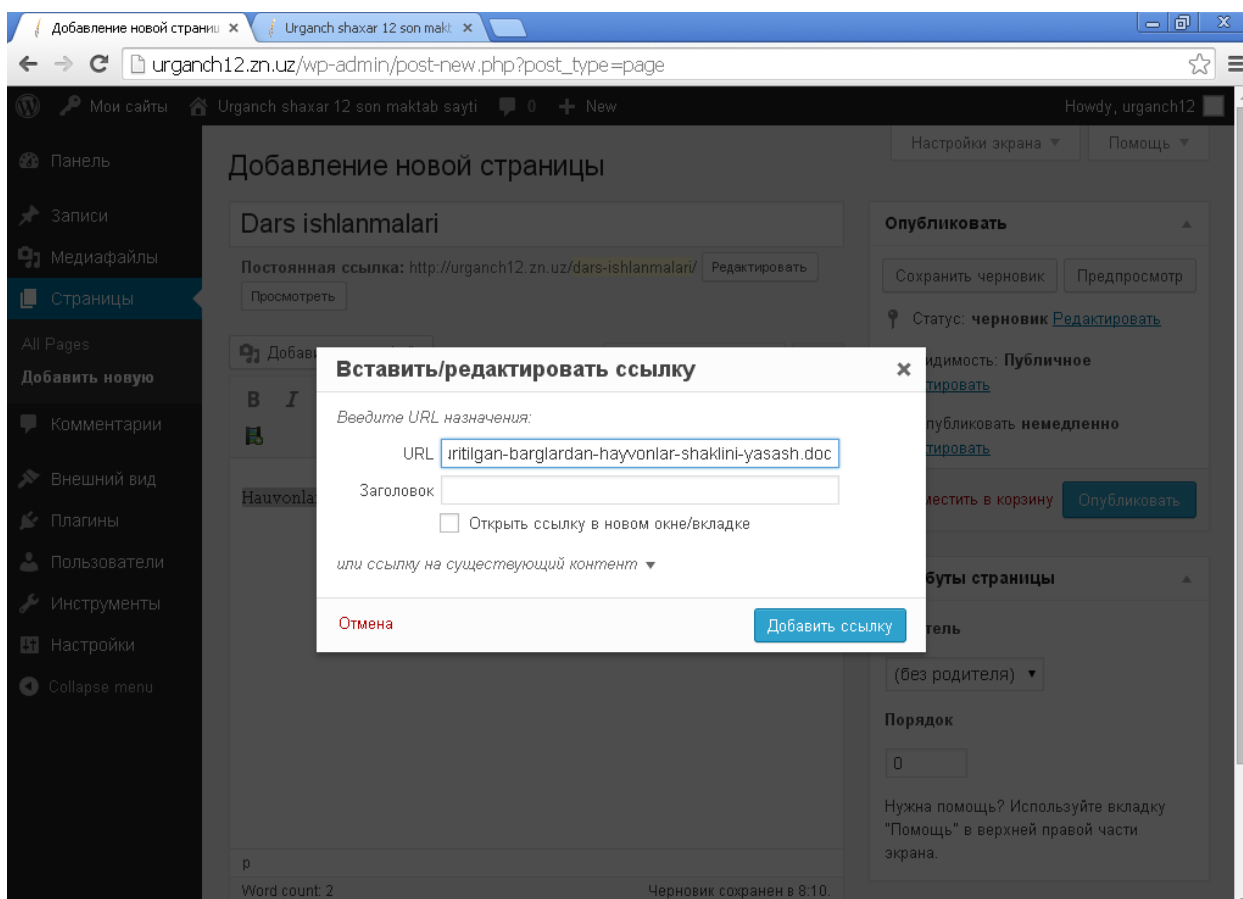 Добавление новой страниц
Urganch shaxar 12 son makt
urganch12.zn.uz/wp-admin/post-new.php?post_type=page
Мои сайты Urganch shaxar 12 son maktab sayti 0 + New Howdy, urganch12
Настройки экрана Помощь
Панель
Записи
Медиафайлы
Страницы
All Pages
Добавить новую
Комментарии
Внешний вид
Плагины
Пользователи
Инструменты
Настройки
Collapse menu
Добавление новой страницы
Dars ishlanmalari
Постоянная ссылка: http://urganch12.zn.uz/dars-ishlanmalari/ Редактировать
Просмотреть
Добав
B I
Hauvonla
Вставить/редактировать ссылку
Введите URL назначения:
URL uritilgan-barglardan-hayvonlar-shaklini-yasash.doc
Заголовок
Открыть ссылку в новом окне/вкладке
или ссылку на существующий контент
Отмена Добавить ссылку
p
Word count: 2 Черновик сохранен в 8:10.
Опубликовать
Сохранить черновик Предпросмотр
Статус: черновик Редактировать
идимость: Публичное
тировать
публиковать немедленно
тировать
местить в корзину Опубликовать
буты страницы
тель
(без родителя)
Порядок
0
Нужна помощь? Используйте вкладку
"Помощь" в верхней правой части
экрана.